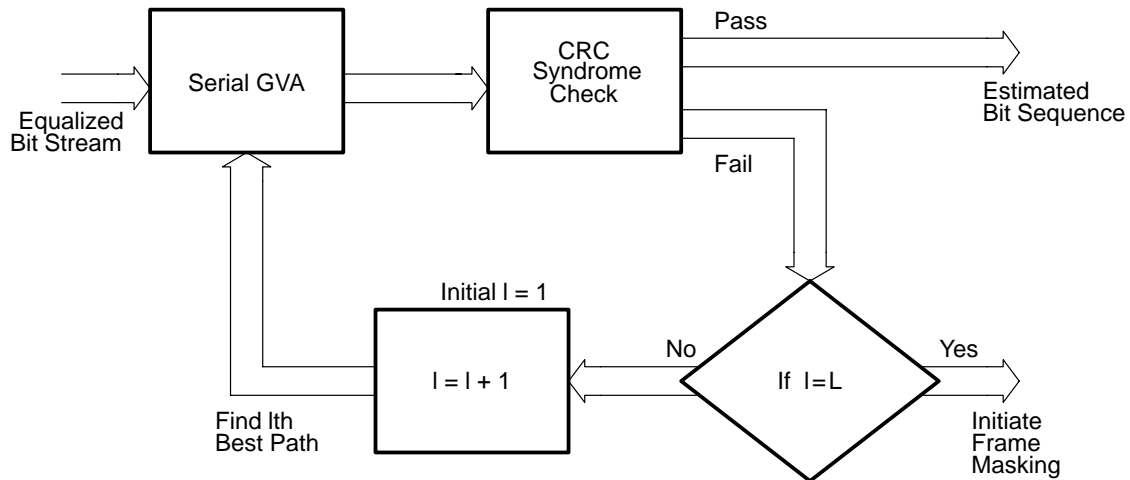 Pass
CRC
Syndrome
Check
Serial GVA
Estimated
Bit Sequence
Equalized
Bit Stream
Fail
Initial l = 1
No
Yes
l = l + 1
If l=L
Find lth
Best Path
Initiate
Frame
Masking